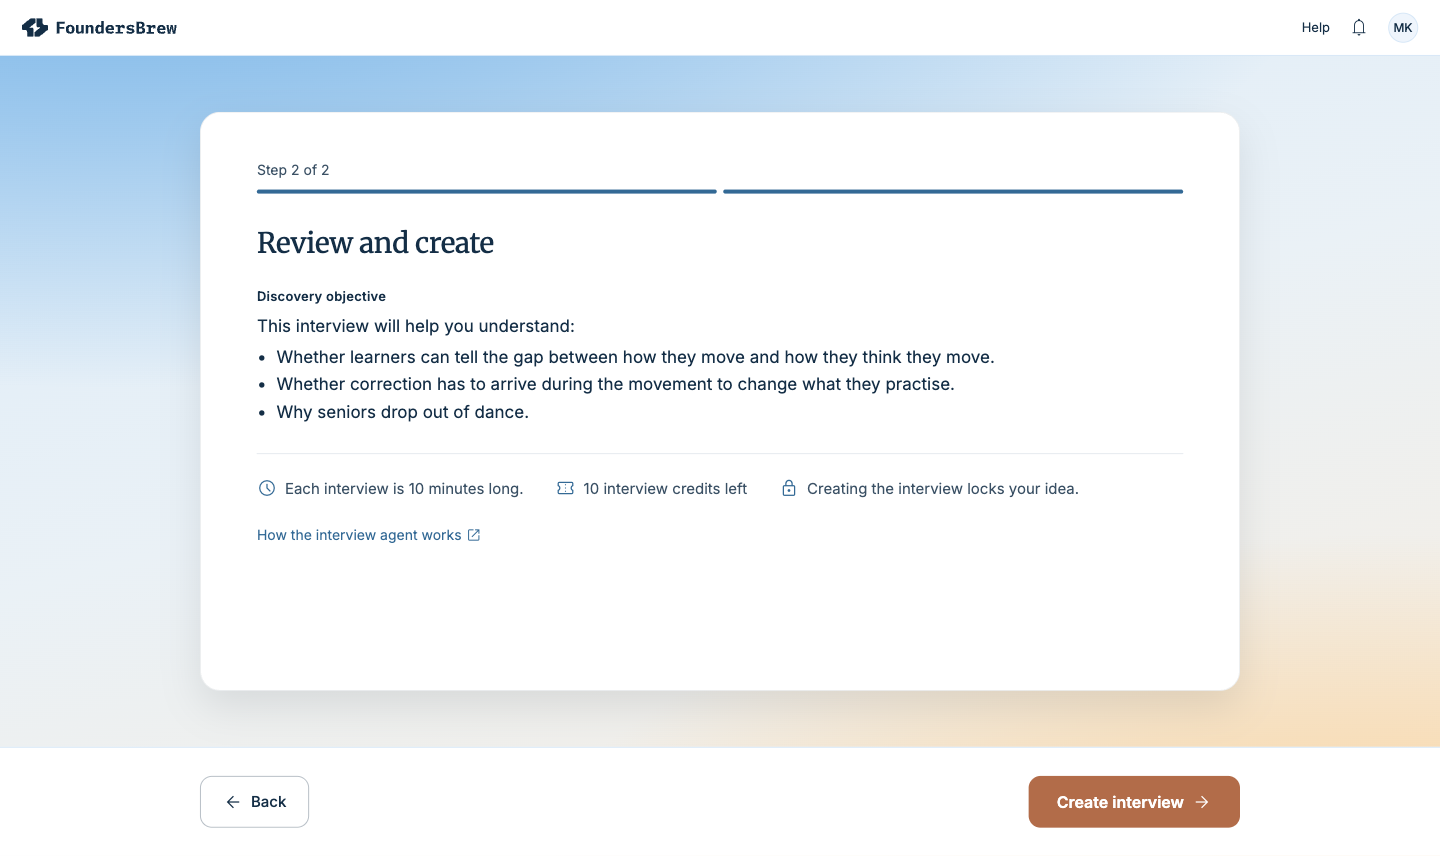 FoundersBrew
Help
MK
Step 2 of 2
Review and create
Discovery objective
This interview will help you understand:
• Whether learners can tell the gap between how they move and how they think they move.
• Whether correction has to arrive during the movement to change what they practise.
• Why seniors drop out of dance.
Each interview is 10 minutes long.
10 interview credits left
Creating the interview locks your idea.
How the interview agent works
Back
Create interview